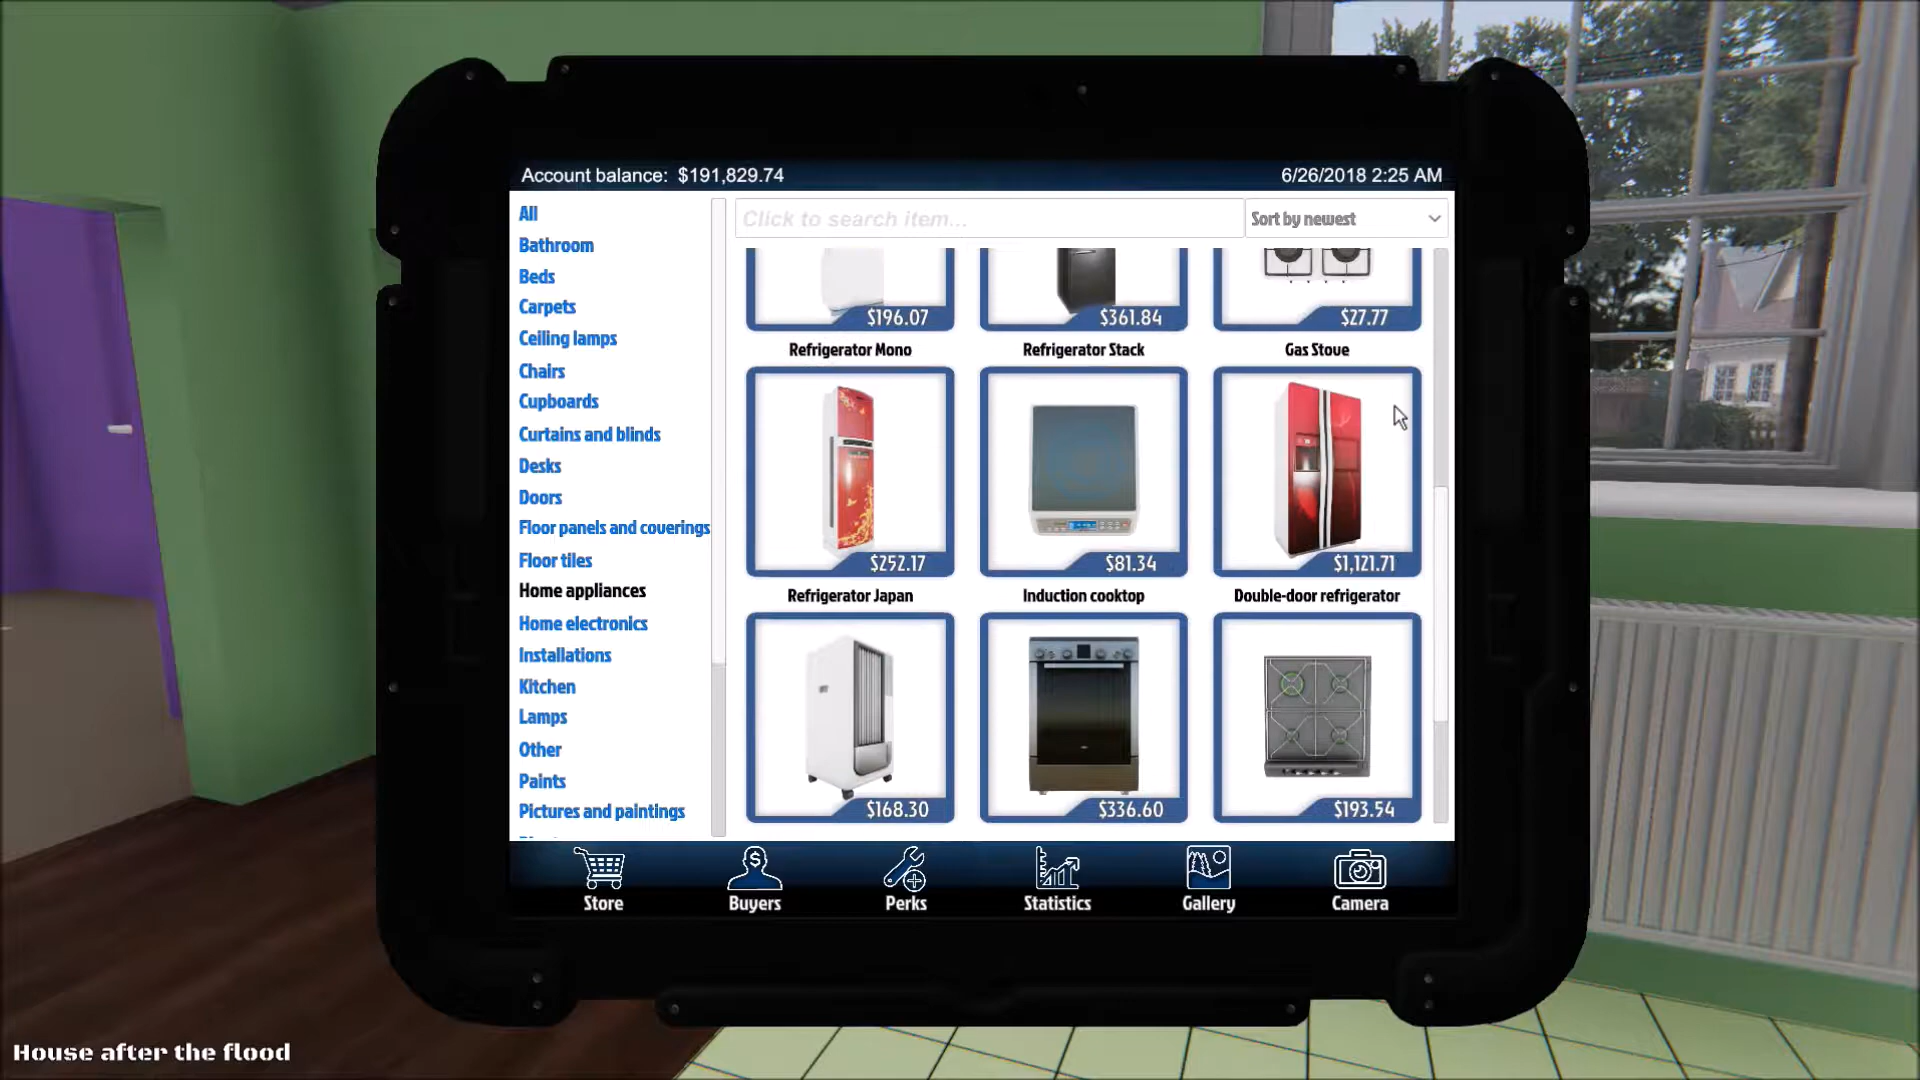 Account balance: $191,829.74
6/26/2018 2:25 AM
All
Bathroom
Beds
Carpets
Ceiling lamps
Chairs
Cupboards
Curtains and blinds
Desks
Doors
Floor panels and coverings
Floor tiles
Home appliances
Home electronics
Installations
Kitchen
Lamps
Other
Paints
Pictures and paintings
Click to search item...
Sort by newest
$196.07
$361.84
$27.77
Refrigerator Mono
Refrigerator Stack
Gas Stove
$252.17
$81.34
$1,121.71
Refrigerator Japan
Induction cooktop
Double-door refrigerator
$168.30
$336.60
$193.54
Store
Buyers
Perks
Statistics
Gallery
Camera
House after the flood